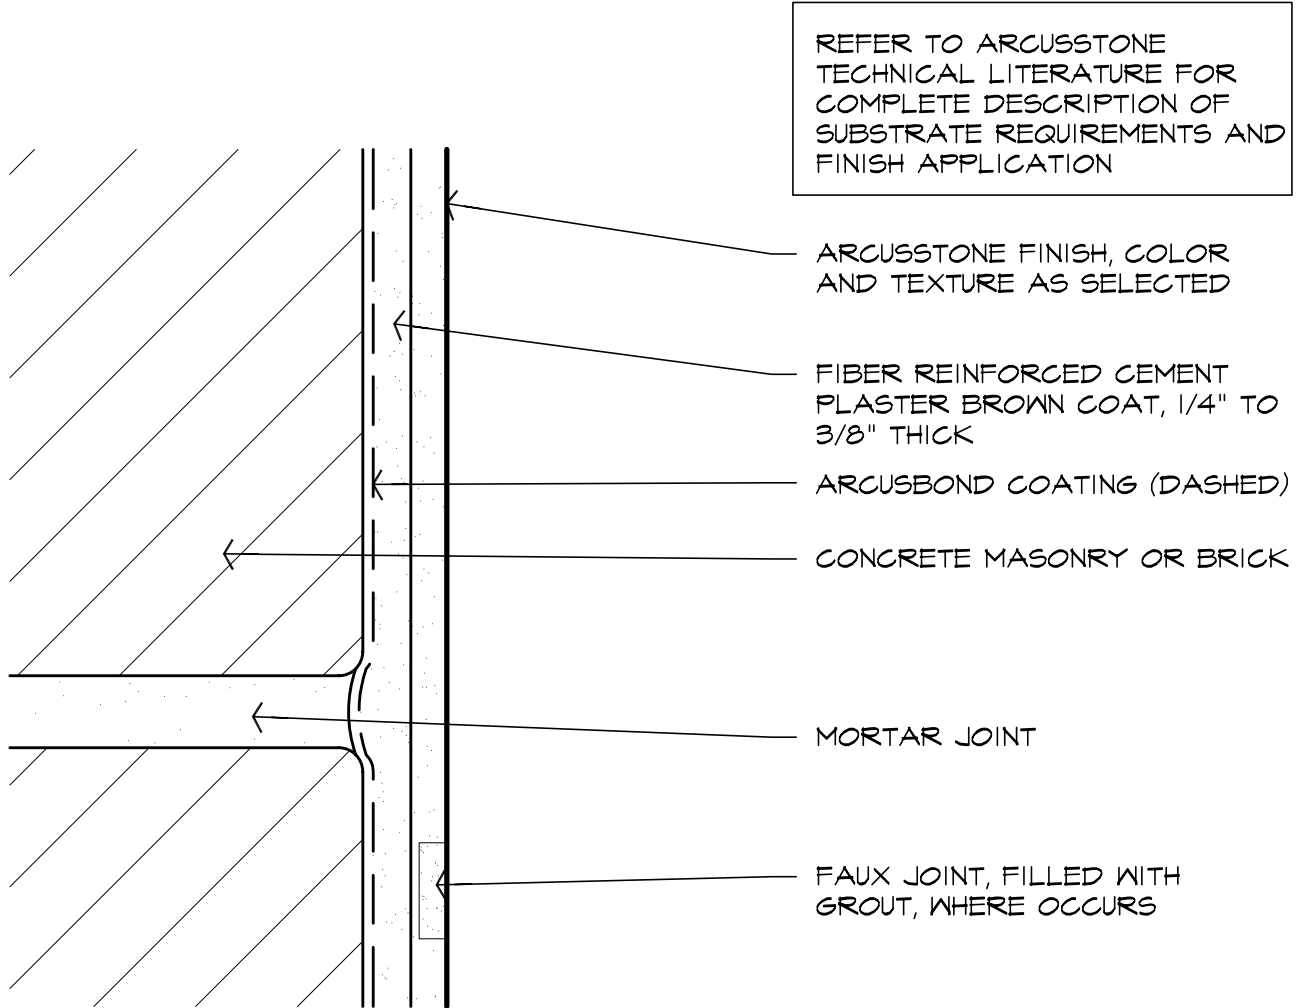 REFER TO ARCUSSTONE
TECHNICAL LITERATURE FOR
COMPLETE DESCRIPTION OF
SUBSTRATE REQUIREMENTS AND
FINISH APPLICATION
ARCUSSTONE FINISH, COLOR
AND TEXTURE AS SELECTED
FIBER REINFORCED CEMENT
PLASTER BROWN COAT, 1/4" TO
3/8" THICK
ARCUSBOND COATING (DASHED)
CONCRETE MASONRY OR BRICK
MORTAR JOINT
FAUX JOINT, FILLED WITH
GROUT, WHERE OCCURS